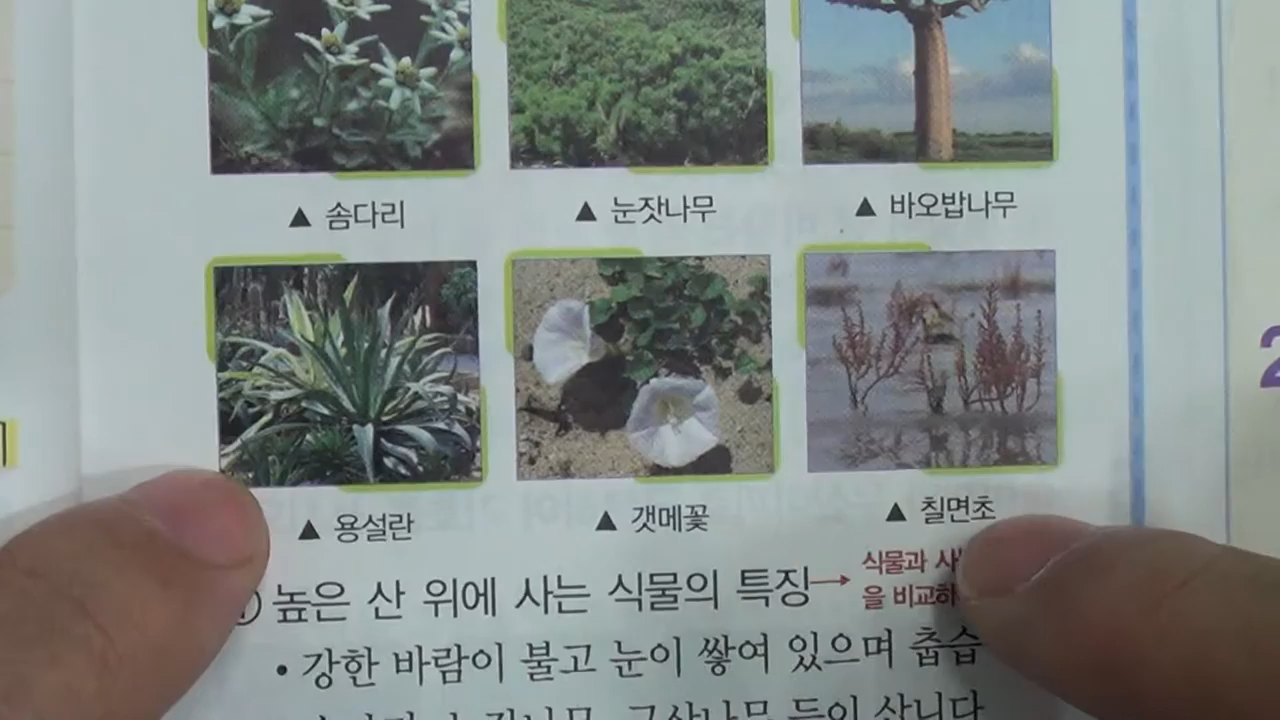 ▲ 솜다리
▲ 눈잣나무
▲ 바오밥나무
▲ 용설란
▲ 갯메꽃
▲ 칠면초
높은 산 위에 사는 식물의 특징→
식물과
을 비교하
• 강한 바람이 불고 눈이 쌓여 있으며 춥습